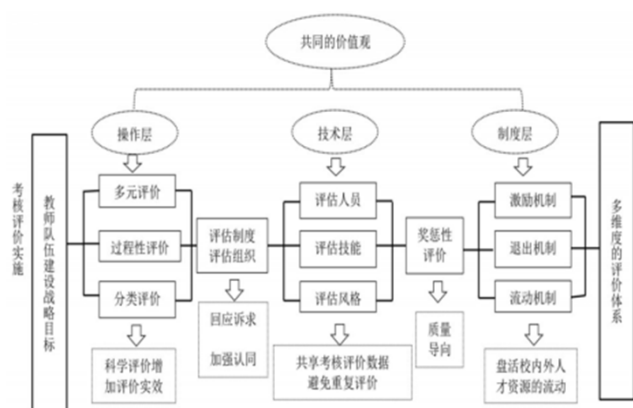 共同的价值观
操作层
技术层
制度层
考核评价实施
教师队伍建设战略目标
多元评价
过程性评价
分类评价
评估制度
评估组织
评估人员
评估技能
评估风格
奖惩性
评价
激励机制
退出机制
流动机制
多维度的评价体系
科学评价增
加评价实效
回应诉求
加强认同
共享考核评价数据
避免重复评价
质量
导向
盘活校内外人
才资源的流动